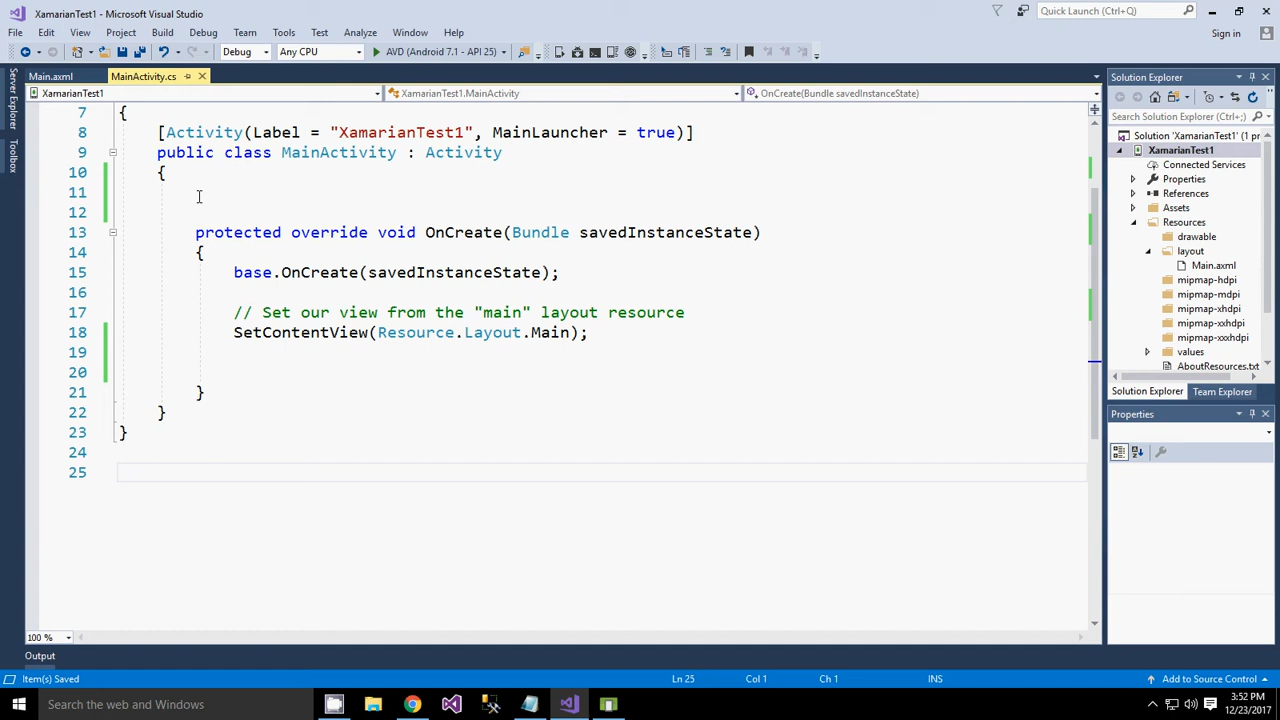 XamarianTest1 - Microsoft Visual Studio
Quick Launch (Ctrl+Q)
File Edit View Project Build Debug Team Tools Test Analyze Window Help
Sign in
Debug Any CPU AVD (Android 7.1 - API 25)
Server Explorer
Toolbox
Main.axml MainActivity.cs
XamarianTest1 XamarianTest1.MainActivity OnCreate(Bundle savedInstanceState)
7 {
8 [Activity(Label = "XamarianTest1", MainLauncher = true)]
9 public class MainActivity : Activity
10 {
11
12
13 protected override void OnCreate(Bundle savedInstanceState)
14 {
15 base.OnCreate(savedInstanceState);
16
17 // Set our view from the "main" layout resource
18 SetContentView(Resource.Layout.Main);
19
20
21 }
22 }
23 }
24
25
100 %
Solution Explorer
Search Solution Explorer (Ctrl+;)
Solution 'XamarianTest1' (1 pr
XamarianTest1
Connected Services
Properties
References
Assets
Resources
drawable
layout
Main.axml
mipmap-hdpi
mipmap-mdpi
mipmap-xhdpi
mipmap-xxhdpi
mipmap-xxxhdpi
values
AboutResources.txt
Solution Explorer Team Explorer
Properties
Output
Item(s) Saved Ln 25 Col 1 Ch 1 INS Add to Source Control
Search the web and Windows
3:52 PM
12/23/2017